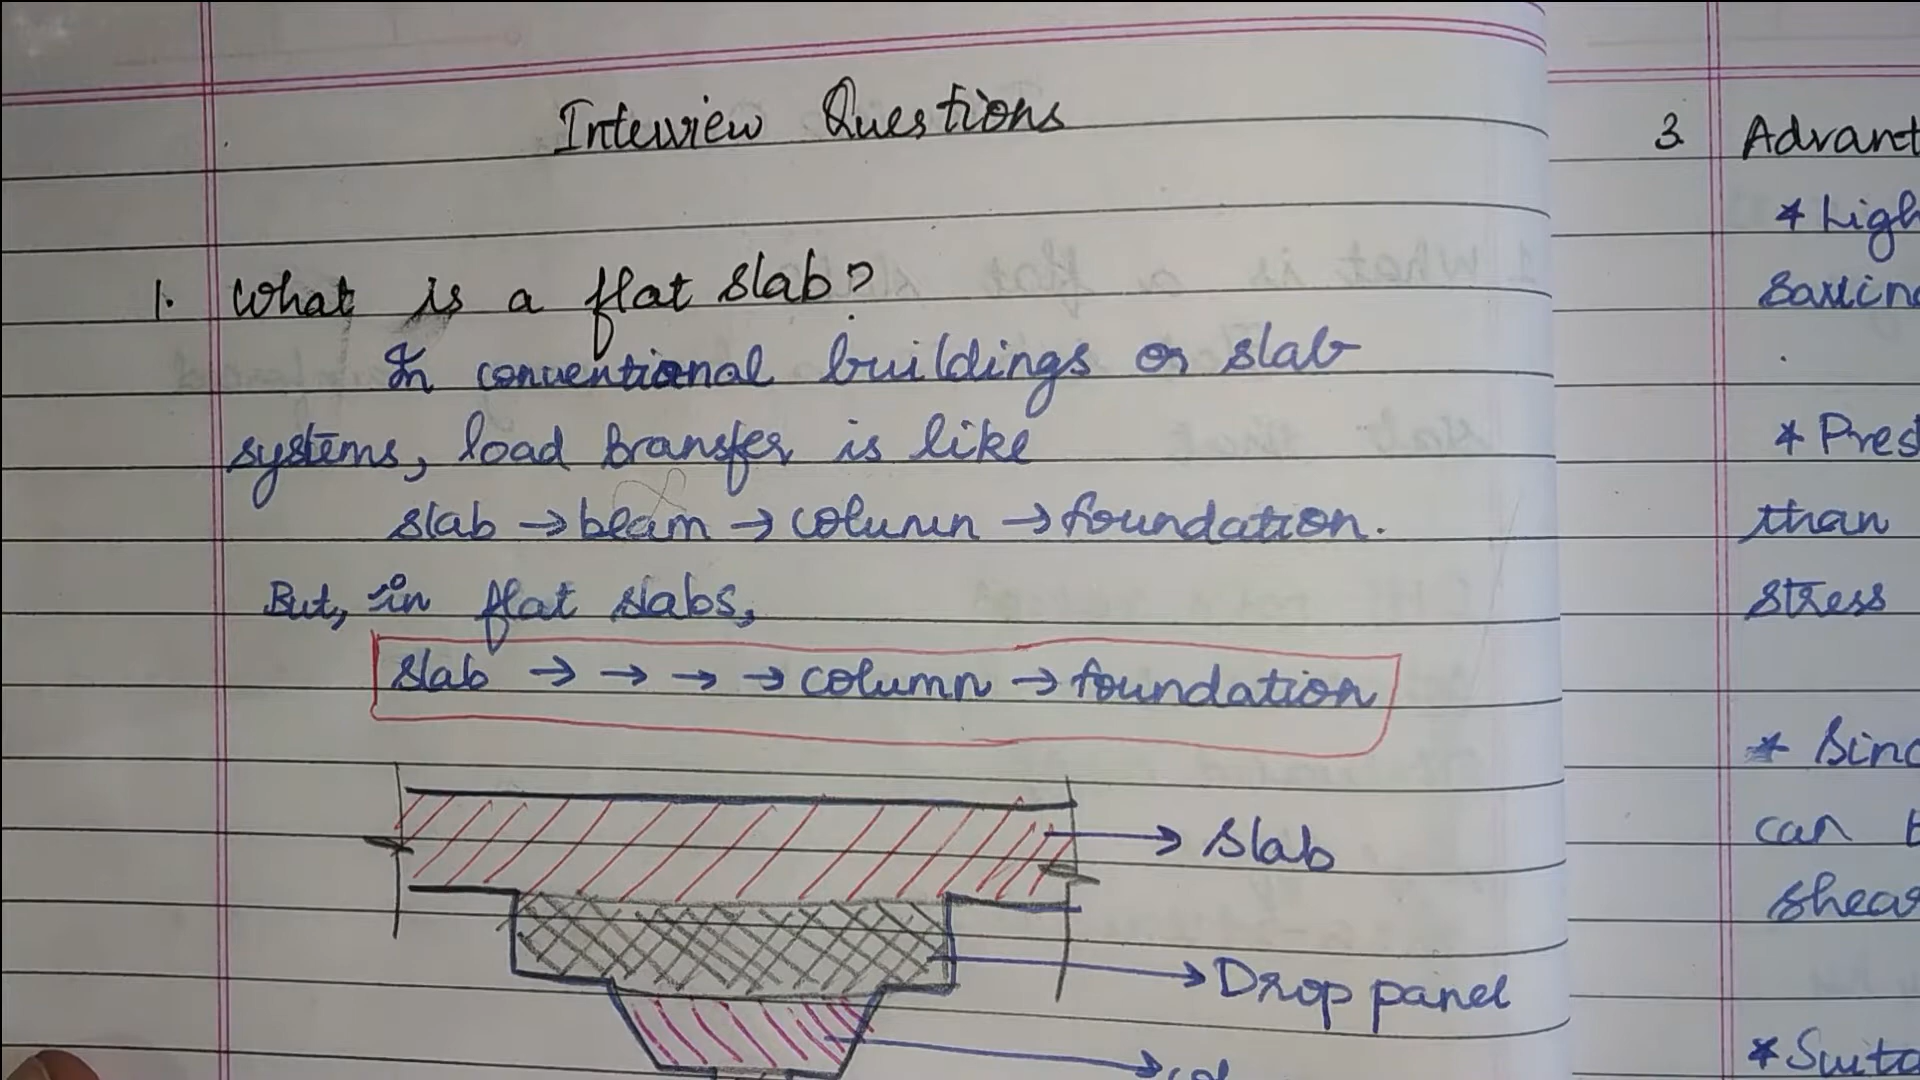 Interview Questions
1. What is a flat slab?
In conventional buildings or slab
systems, load transfer is like
slab → beam → column → foundation.
But, in flat slabs,
slab → → → → column → foundation
→ slab
→ Drop panel
3 Advant
* Ligh
* Pres
than
stress
* Sinc
can
shear
* Suita